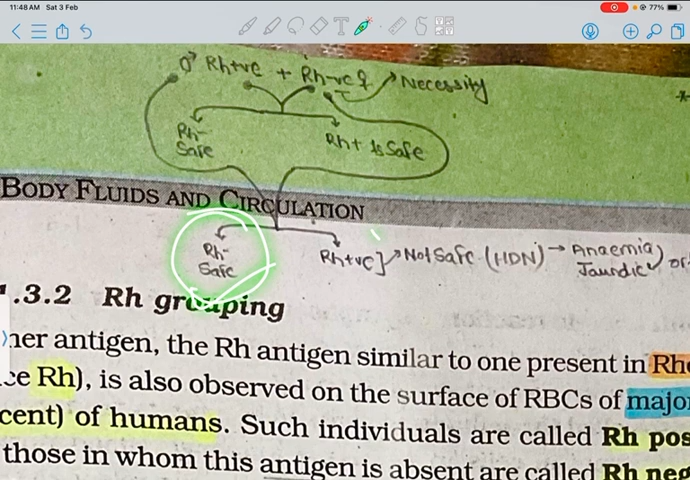 11:48 AM Sat 3 Feb
77%
♂ Rh+ve + Rh-ve ♀ → Necessity
Rh-
Safe
Rh+ is Safe
BODY FLUIDS AND CIRCULATION
Rh-
Safe
Rh+ve] → Not Safe (HDN) → Anaemia
Jaundice
or
.3.2 Rh grouping
her antigen, the Rh antigen similar to one present in Rh
ce Rh), is also observed on the surface of RBCs of major
cent) of humans. Such individuals are called Rh pos
those in whom this antigen is absent are called Rh neg